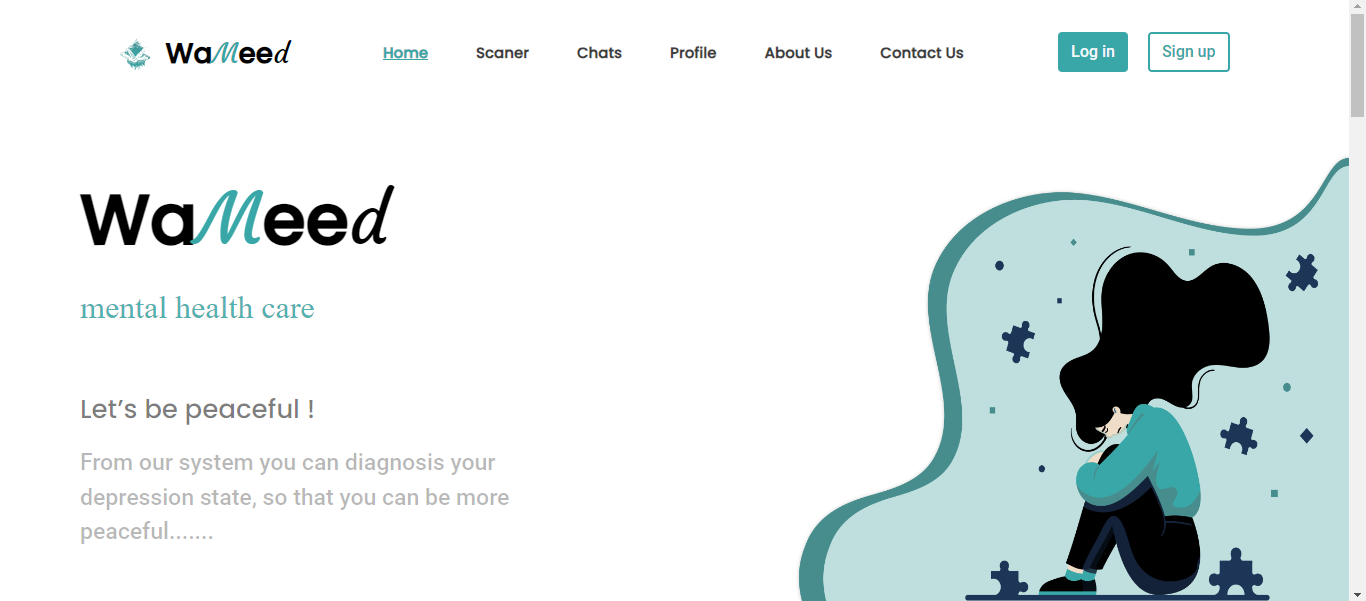 WaMeed Home Scaner Chats Profile About Us Contact Us Log in Sign up
WaMeed
mental health care
Let’s be peaceful !
From our system you can diagnosis your
depression state, so that you can be more
peaceful.......